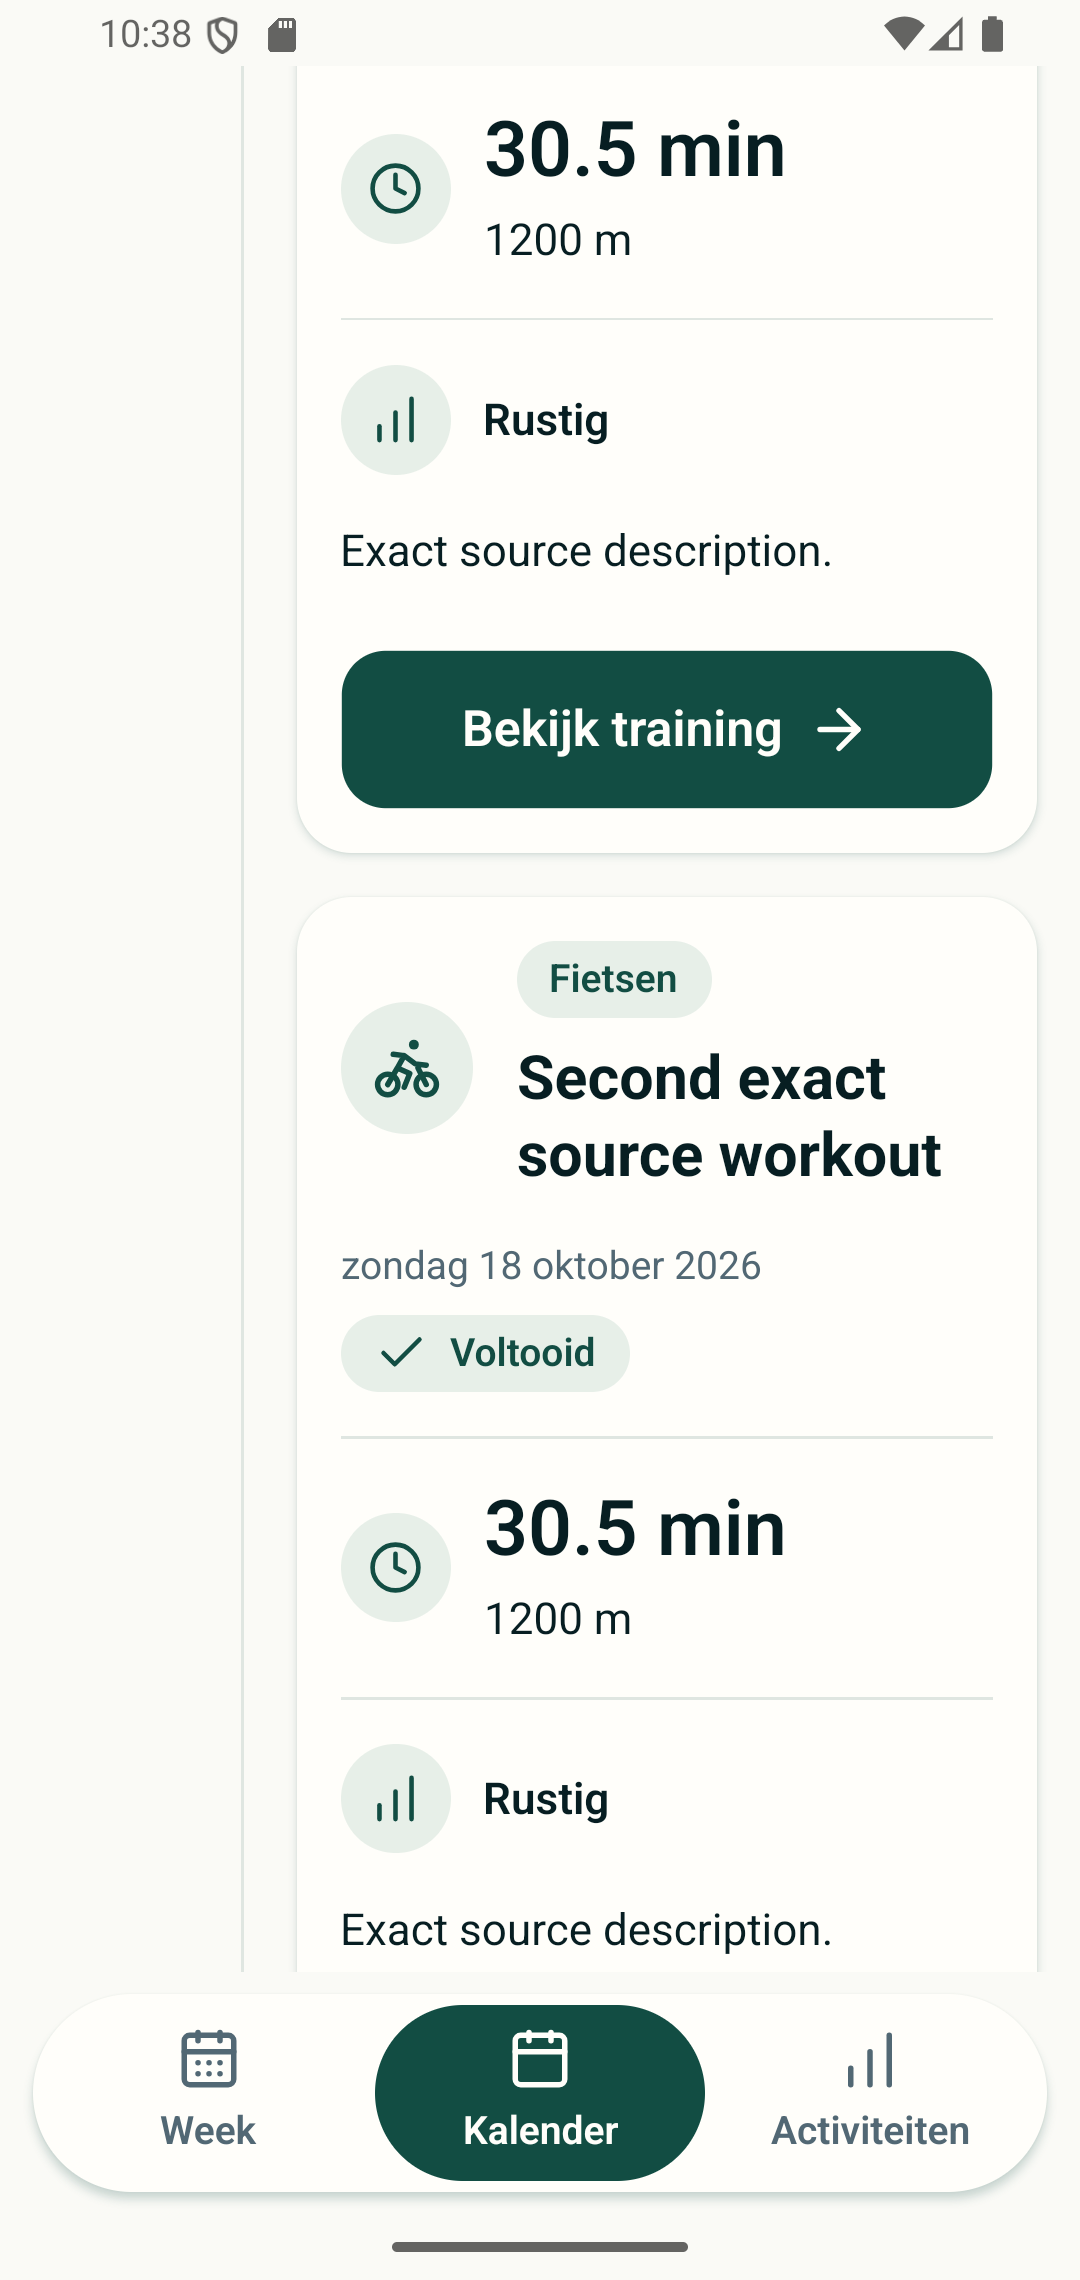 10:38
30.5 min
1200 m
Rustig
Exact source description.
Bekijk training
Fietsen
Second exact
source workout
zondag 18 oktober 2026
Voltooid
30.5 min
1200 m
Rustig
Exact source description.
Week
Kalender
Activiteiten